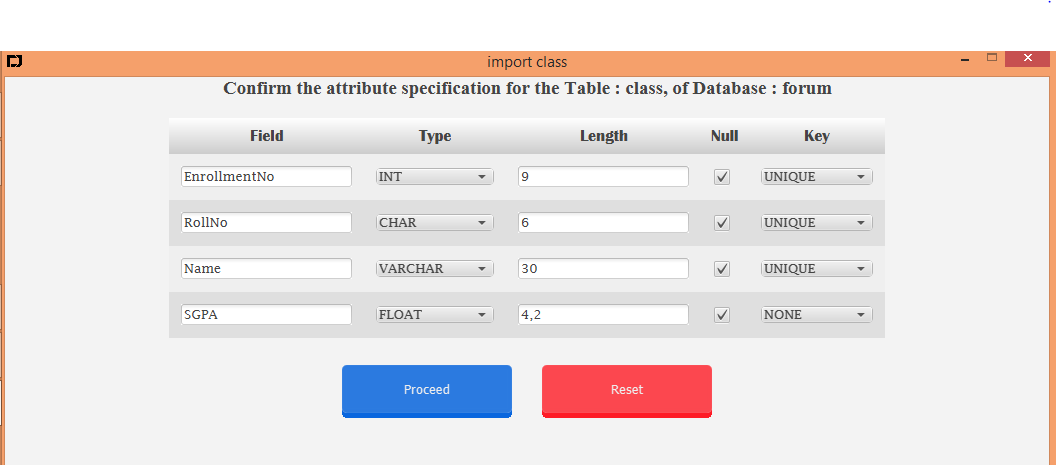 import class
Confirm the attribute specification for the Table : class, of Database : forum
Field Type Length Null Key
EnrollmentNo INT 9 UNIQUE
RollNo CHAR 6 UNIQUE
Name VARCHAR 30 UNIQUE
SGPA FLOAT 4,2 NONE
Proceed Reset